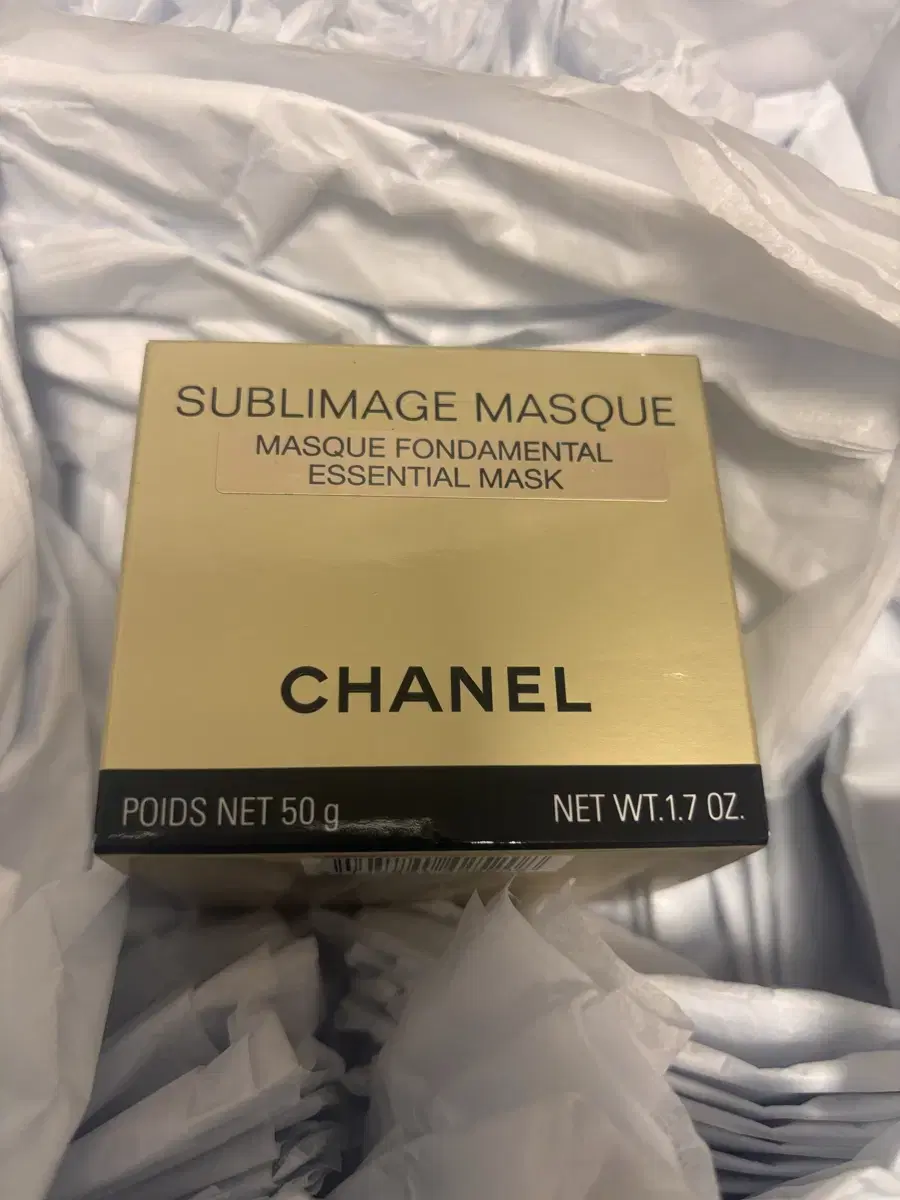 SUBLIMAGE MASQUE
MASQUE FONDAMENTAL
ESSENTIAL MASK
CHANEL
POIDS NET 50 g
NET WT.1.7 OZ.